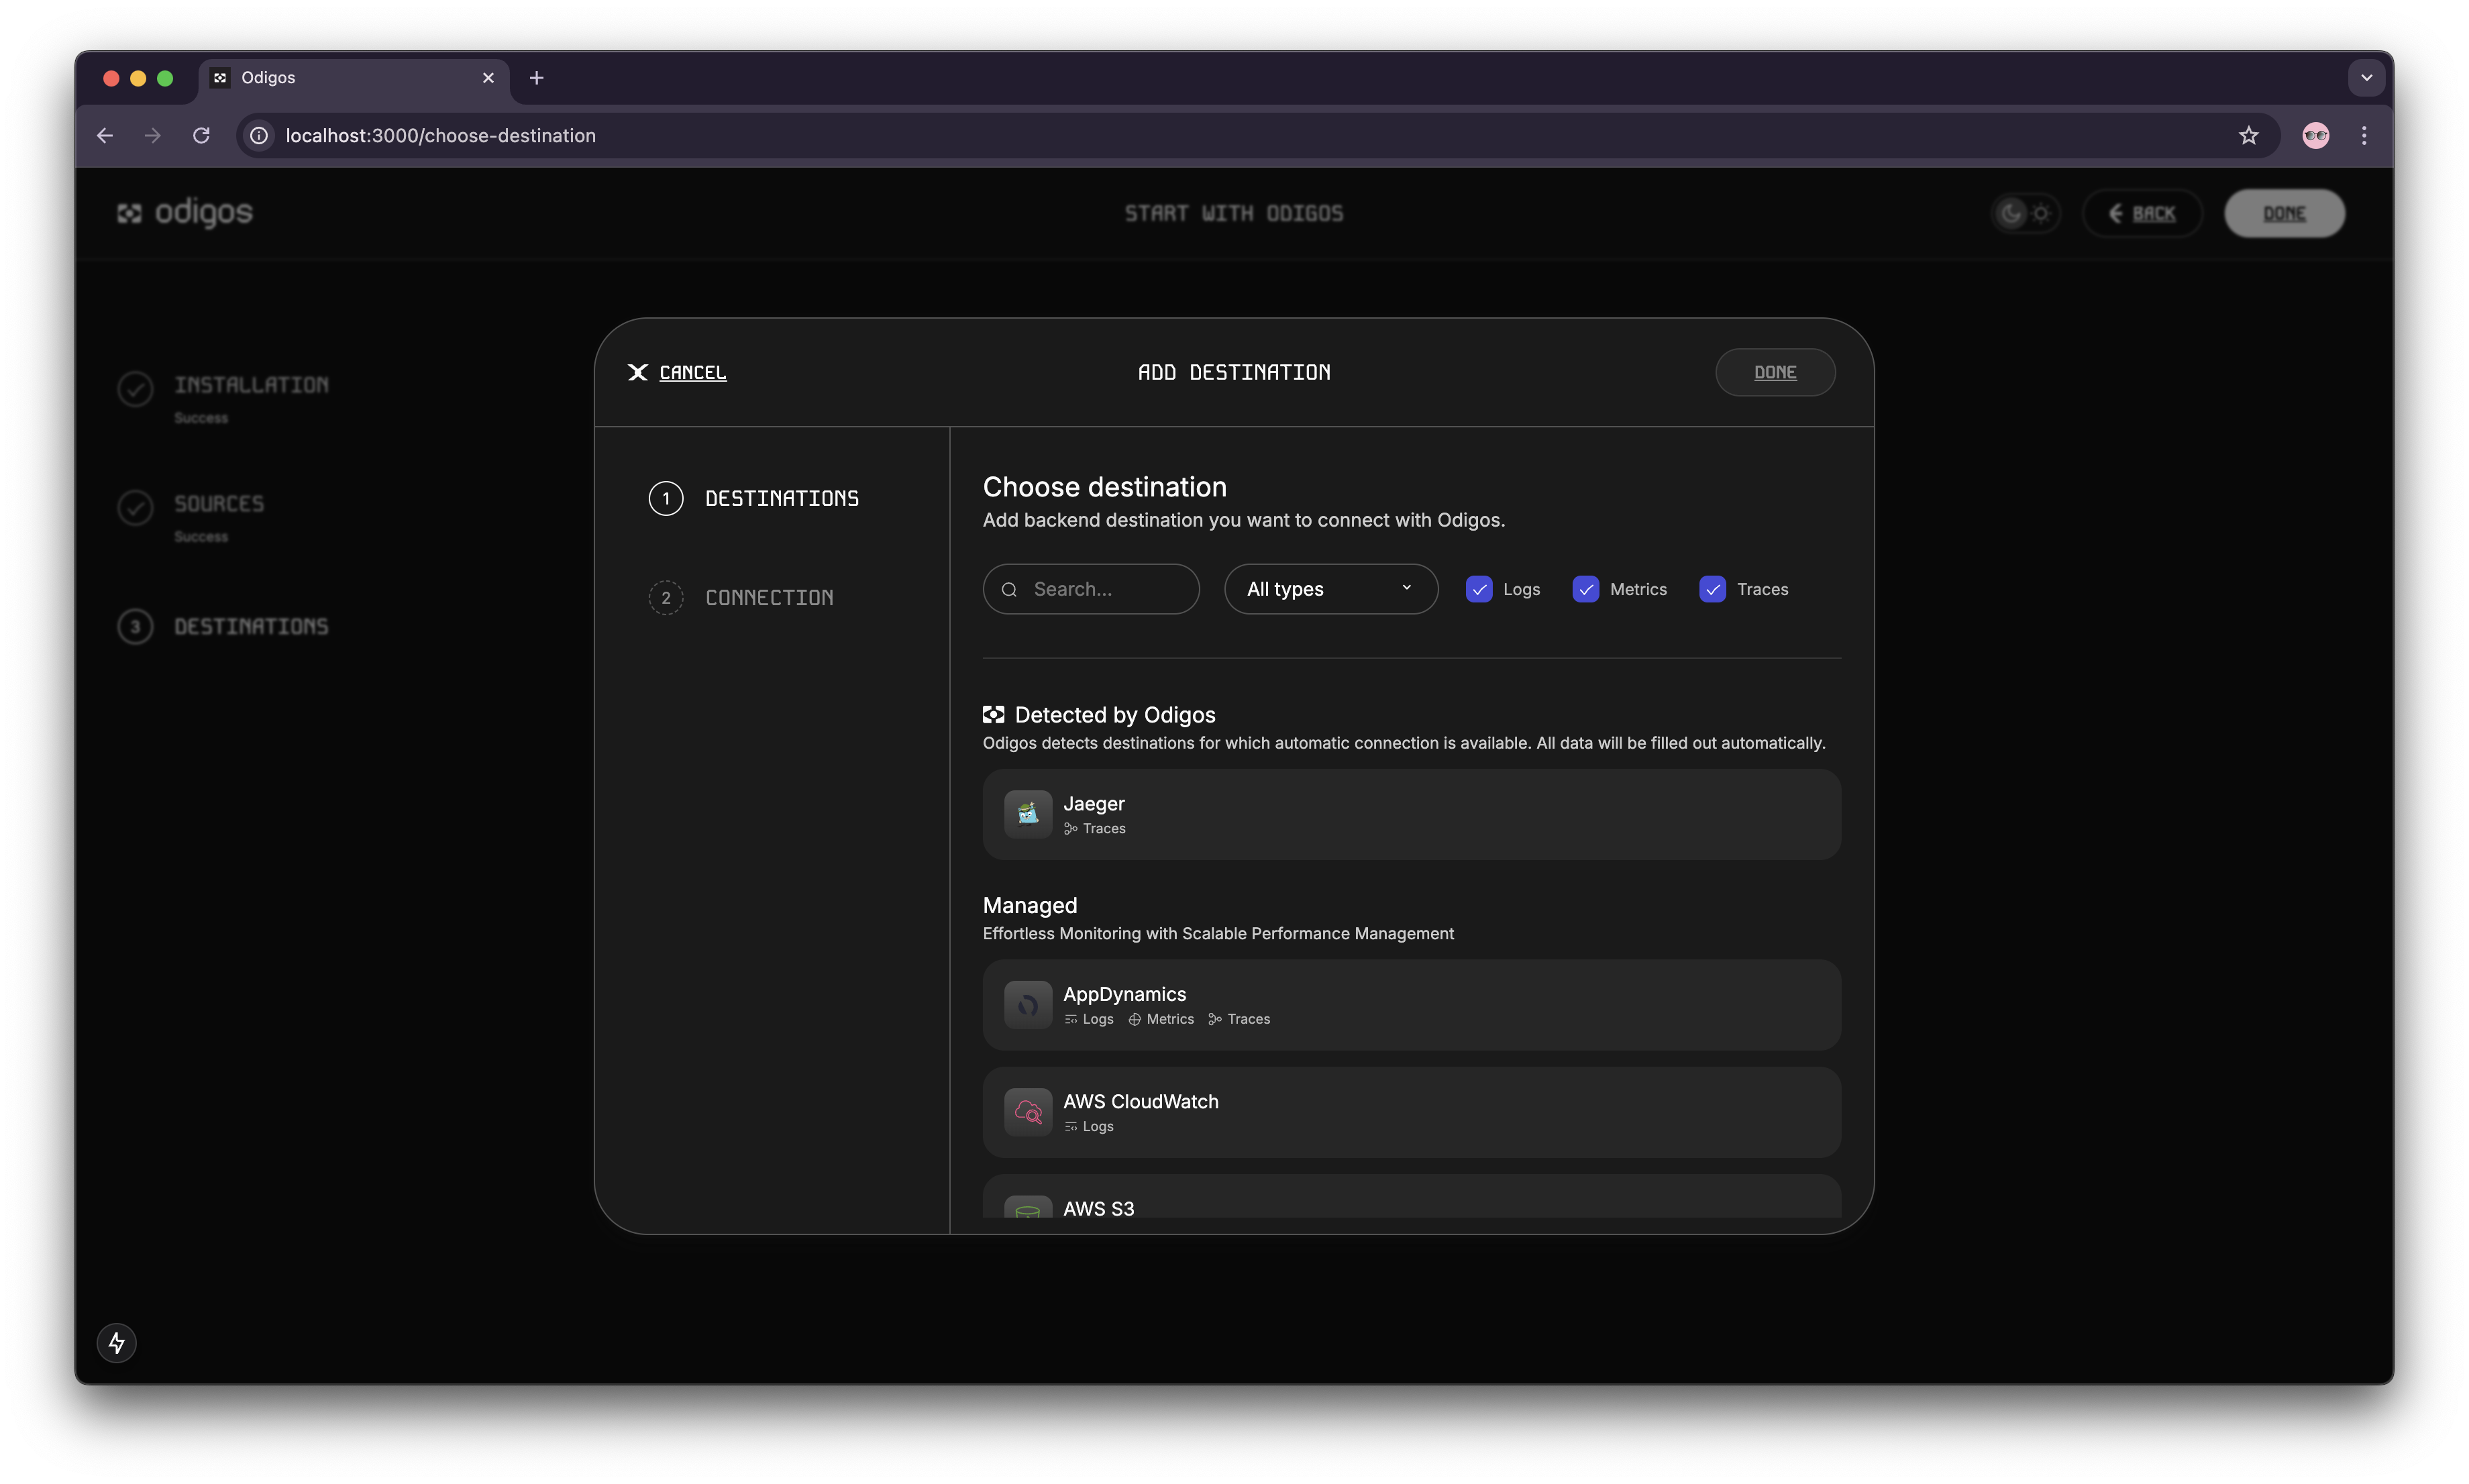 Odigos
localhost:3000/choose-destination
odigos
START WITH ODIGOS
BACK
DONE
INSTALLATION
Success
SOURCES
Success
3
DESTINATIONS
CANCEL
ADD DESTINATION
DONE
1
DESTINATIONS
2
CONNECTION
Choose destination
Add backend destination you want to connect with Odigos.
Search...
All types
Logs
Metrics
Traces
Detected by Odigos
Odigos detects destinations for which automatic connection is available. All data will be filled out automatically.
Jaeger
Traces
Managed
Effortless Monitoring with Scalable Performance Management
AppDynamics
Logs Metrics Traces
AWS CloudWatch
Logs
AWS S3